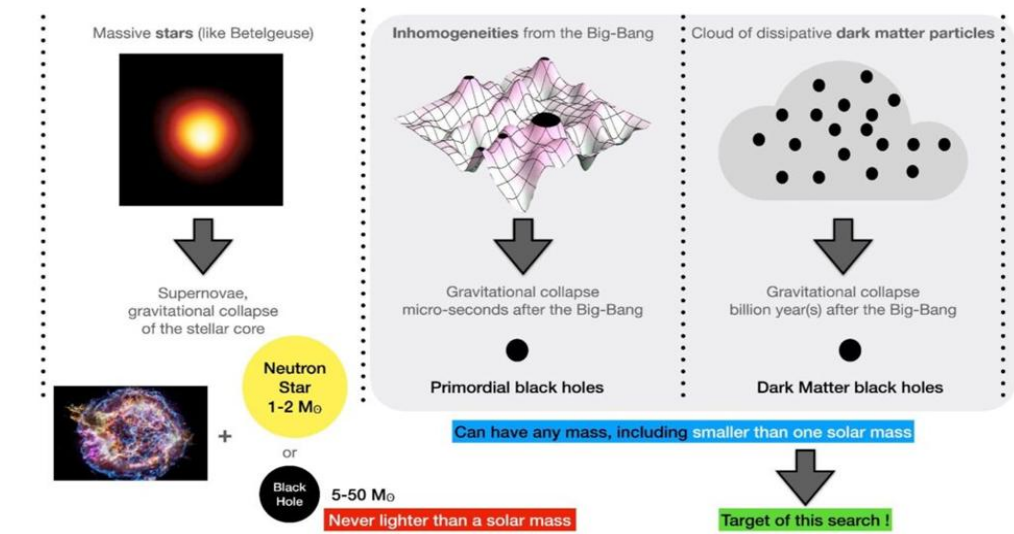 Massive stars (like Betelgeuse)
Supernovae,
gravitational collapse
of the stellar core
Neutron
Star
1-2 M⊙
+
or
Black
Hole
5-50 M⊙
Never lighter than a solar mass
Inhomogeneities from the Big-Bang
Gravitational collapse
micro-seconds after the Big-Bang
Primordial black holes
Cloud of dissipative dark matter particles
Gravitational collapse
billion year(s) after the Big-Bang
Dark Matter black holes
Can have any mass, including smaller than one solar mass
Target of this search !